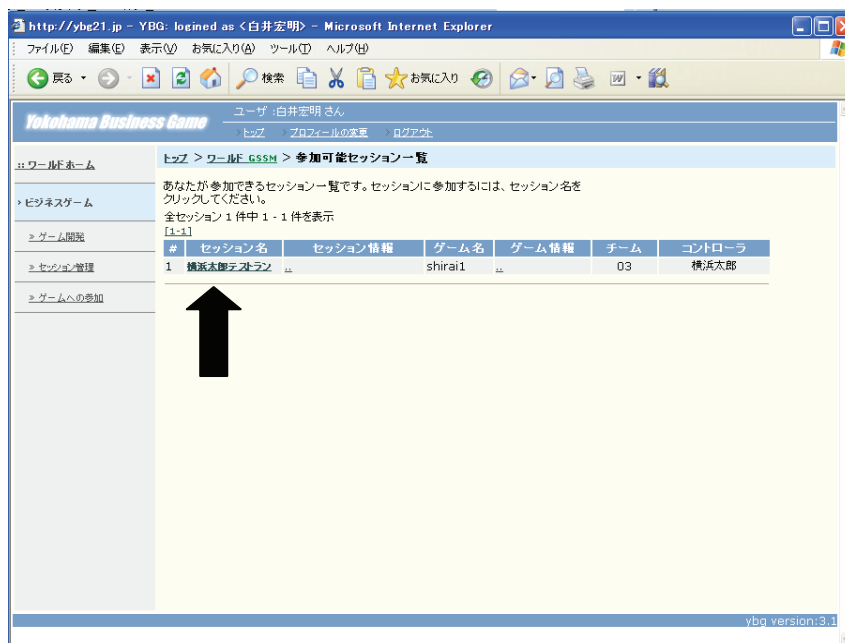 http://ybg21.jp - YBG: logined as <白井宏明> - Microsoft Internet Explorer
ファイル(F) 編集(E) 表示(V) お気に入り(A) ツール(T) ヘルプ(H)
戻る 検索 お気に入り
Yokohama Business Game
ユーザ :白井宏明 さん
トップ プロフィールの変更 ログアウト
:: ワールドホーム
トップ > ワールド GSSM > 参加可能セッション一覧
あなたが参加できるセッション一覧です。セッションに参加するには、セッション名を
クリックしてください。
› ビジネスゲーム
全セッション 1 件中 1 - 1 件を表示
[1-1]
» ゲーム開発
# セッション名 セッション情報 ゲーム名 ゲーム情報 チーム コントローラ
» セッション管理
1 横浜太郎テストラン .. shirai1 .. 03 横浜太郎
» ゲームへの参加
ybg version:3.1